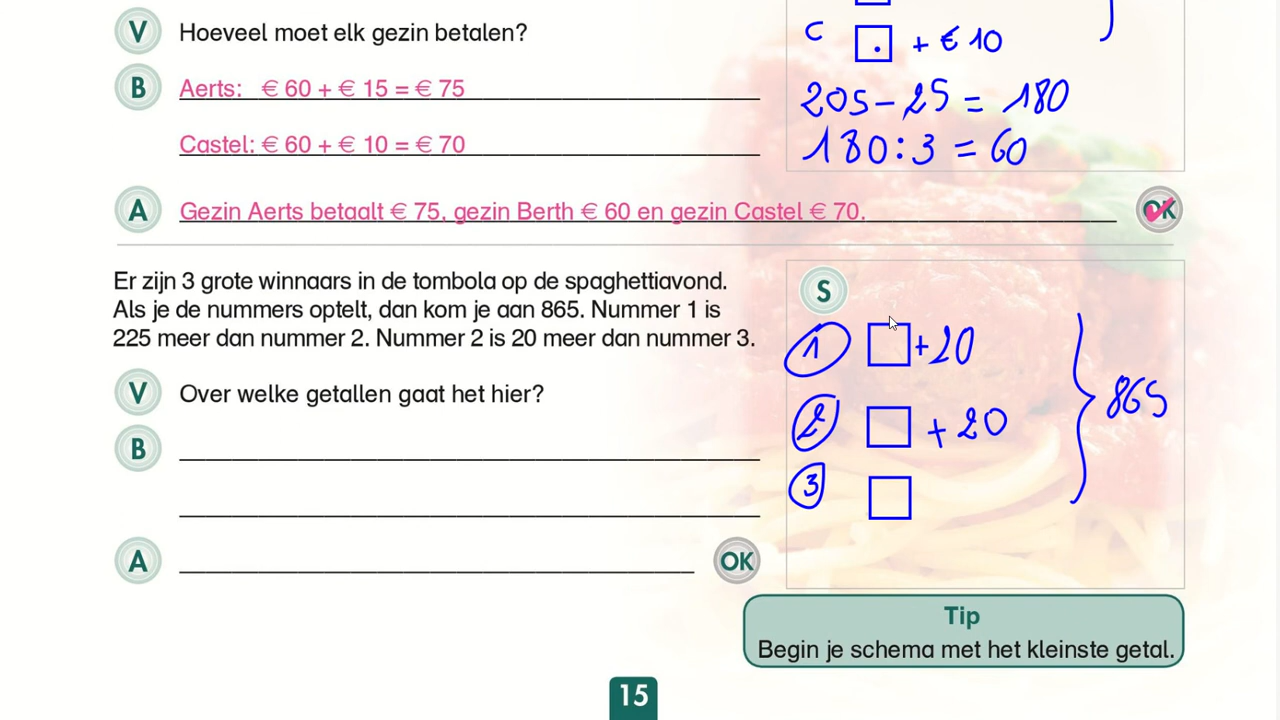 V Hoeveel moet elk gezin betalen?
B Aerts: € 60 + € 15 = € 75
Castel: € 60 + € 10 = € 70
A Gezin Aerts betaalt € 75, gezin Berth € 60 en gezin Castel € 70. OK
C + € 10
205 - 25 = 180
180 : 3 = 60
Er zijn 3 grote winnaars in de tombola op de spaghettiavond.
Als je de nummers optelt, dan kom je aan 865. Nummer 1 is
225 meer dan nummer 2. Nummer 2 is 20 meer dan nummer 3.
V Over welke getallen gaat het hier?
B
A OK
S
1 □ +20
2 □ + 20
3 □
865
Tip
Begin je schema met het kleinste getal.
15